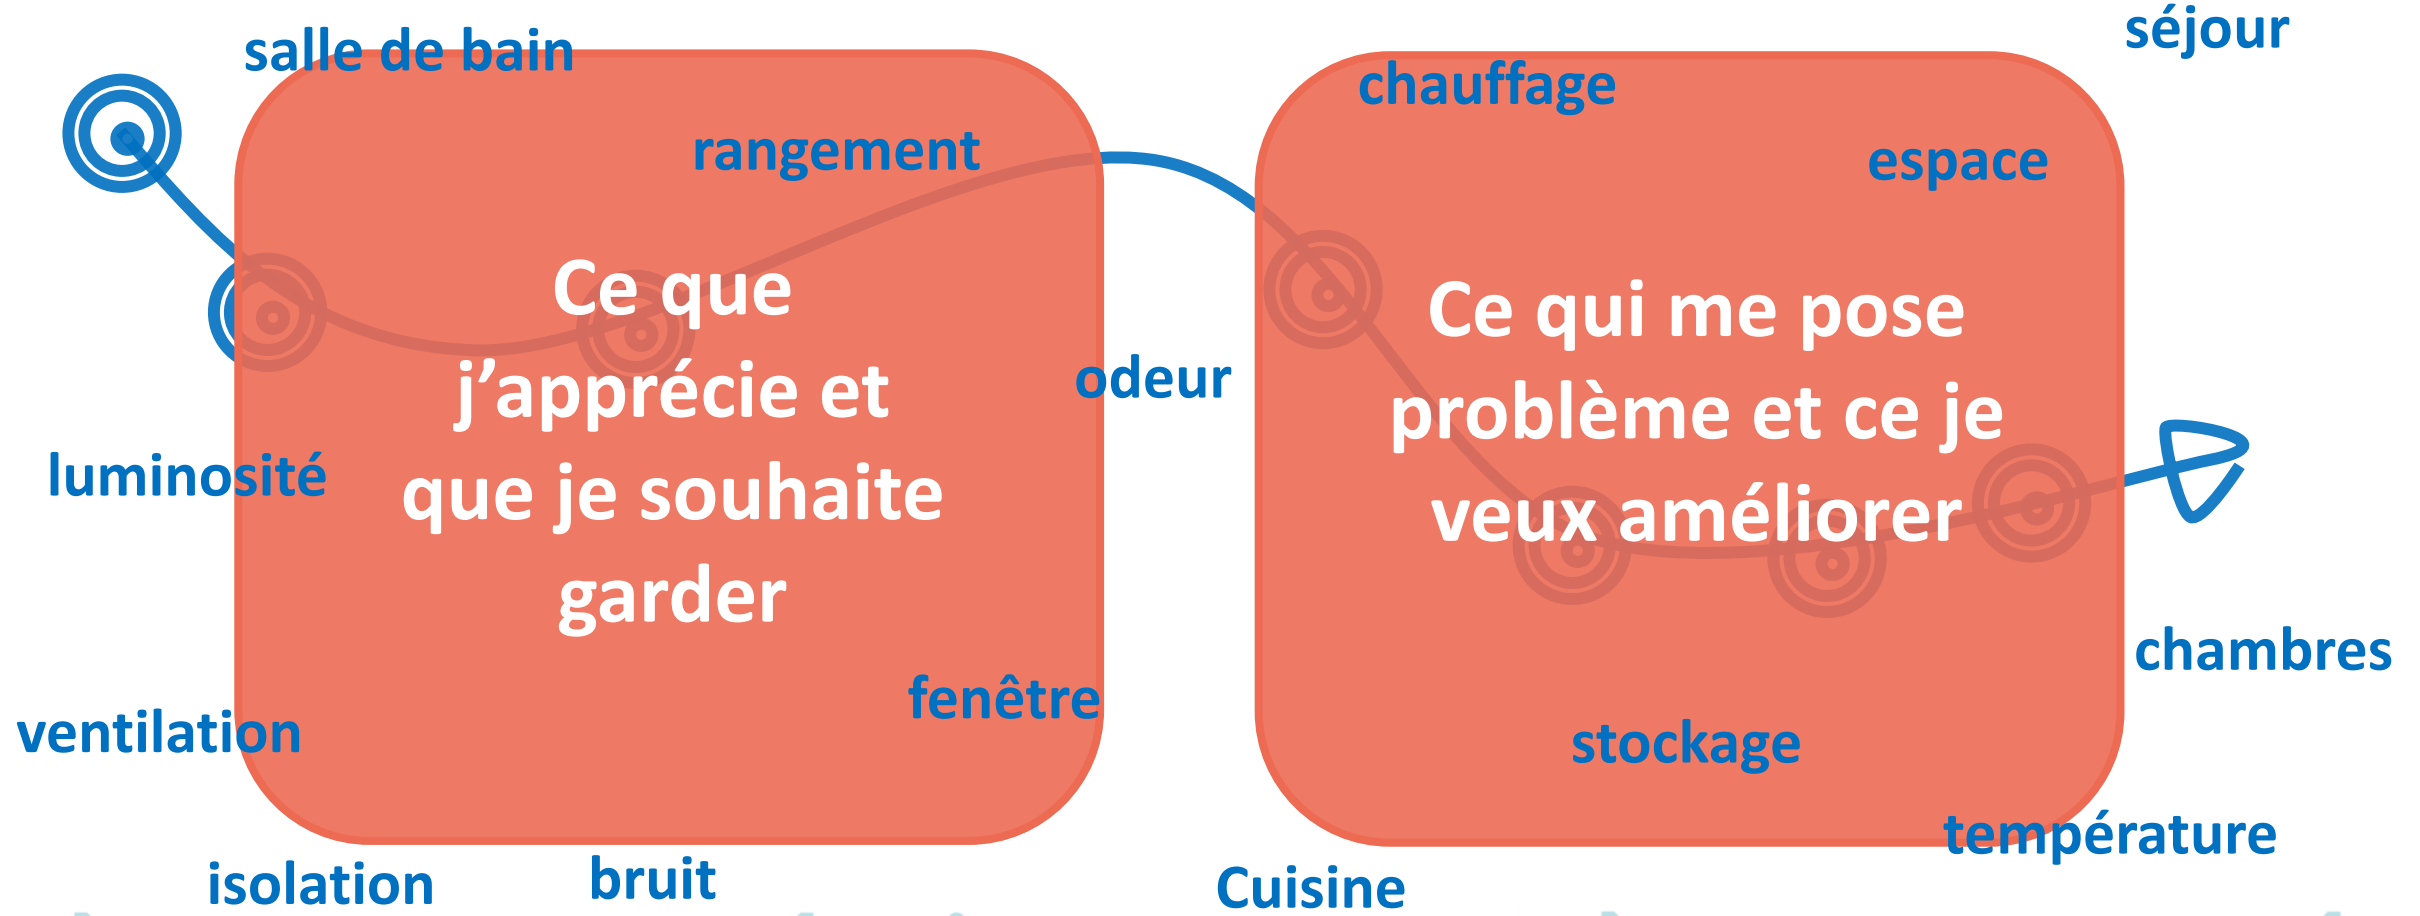 séjour
salle de bain
chauffage
rangement
espace
Ce que
j’apprécie et
que je souhaite
garder
odeur
Ce qui me pose
problème et ce je
veux améliorer
luminosité
chambres
fenêtre
ventilation
stockage
température
isolation
bruit
Cuisine